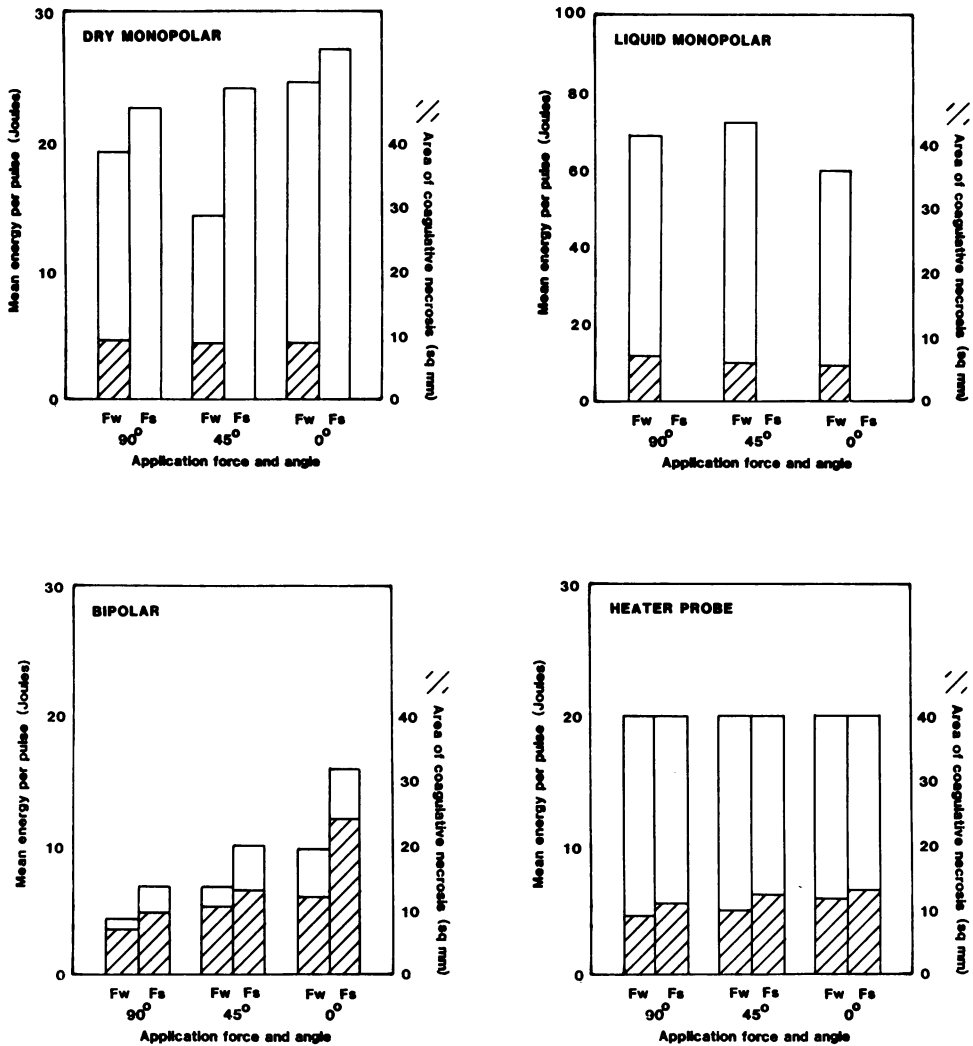 DRY MONOPOLAR
Mean energy per pulse (Joules)
30
20
10
0
Area of coagulative necrosis (sq mm)
40
30
20
10
0
Fw Fs Fw Fs Fw Fs
90° 45° 0°
Application force and angle
LIQUID MONOPOLAR
Mean energy per pulse (Joules)
100
80
60
40
20
0
Area of coagulative necrosis (sq mm)
40
30
20
10
0
Fw Fs Fw Fs Fw Fs
90° 45° 0°
Application force and angle
BIPOLAR
Mean energy per pulse (Joules)
30
20
10
0
Area of coagulative necrosis (sq mm)
40
30
20
10
0
Fw Fs Fw Fs Fw Fs
90° 45° 0°
Application force and angle
HEATER PROBE
Mean energy per pulse (Joules)
30
20
10
0
Area of coagulative necrosis (sq mm)
40
30
20
10
0
Fw Fs Fw Fs Fw Fs
90° 45° 0°
Application force and angle